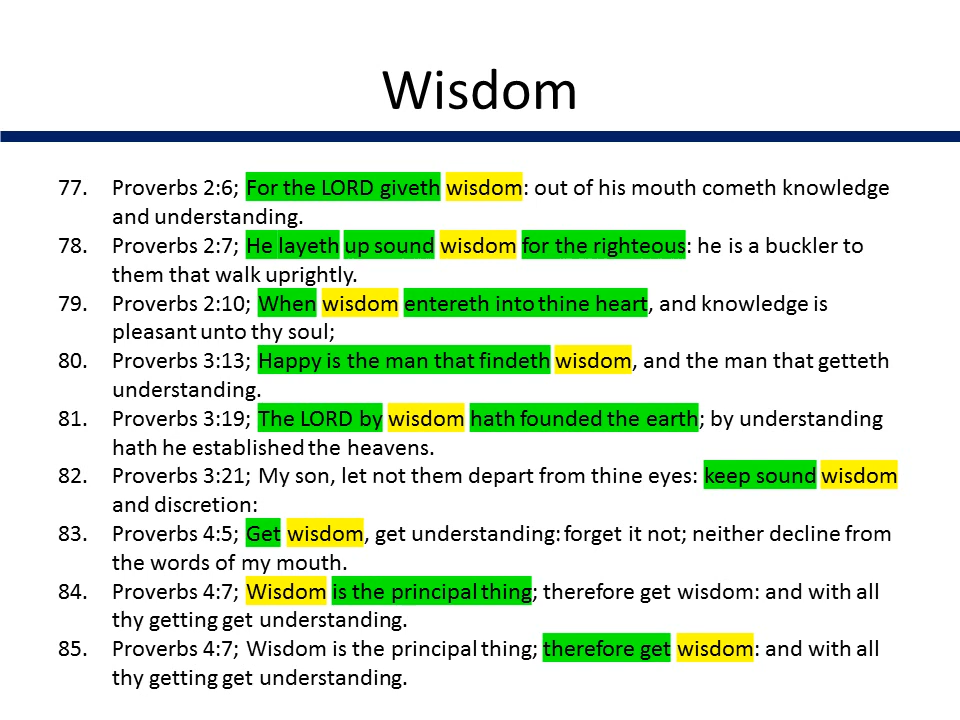 Wisdom
77. Proverbs 2:6; For the LORD giveth wisdom: out of his mouth cometh knowledge
and understanding.
78. Proverbs 2:7; He layeth up sound wisdom for the righteous: he is a buckler to
them that walk uprightly.
79. Proverbs 2:10; When wisdom entereth into thine heart, and knowledge is
pleasant unto thy soul;
80. Proverbs 3:13; Happy is the man that findeth wisdom, and the man that getteth
understanding.
81. Proverbs 3:19; The LORD by wisdom hath founded the earth; by understanding
hath he established the heavens.
82. Proverbs 3:21; My son, let not them depart from thine eyes: keep sound wisdom
and discretion:
83. Proverbs 4:5; Get wisdom, get understanding: forget it not; neither decline from
the words of my mouth.
84. Proverbs 4:7; Wisdom is the principal thing; therefore get wisdom: and with all
thy getting get understanding.
85. Proverbs 4:7; Wisdom is the principal thing; therefore get wisdom: and with all
thy getting get understanding.